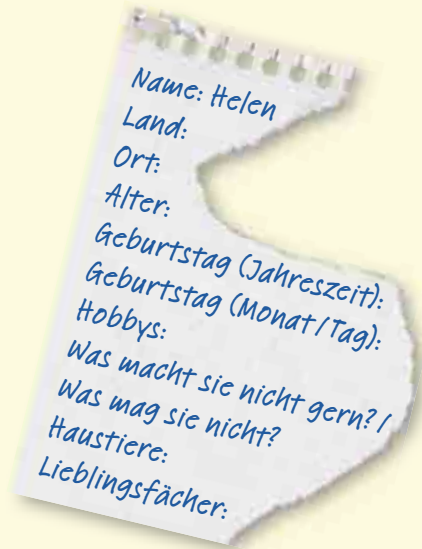 Name: Helen
Land:
Ort:
Alter:
Geburtstag (Jahreszeit):
Geburtstag (Monat/Tag):
Hobbys:
Was macht sie nicht gern?/
Was mag sie nicht?
Haustiere:
Lieblingsfächer: